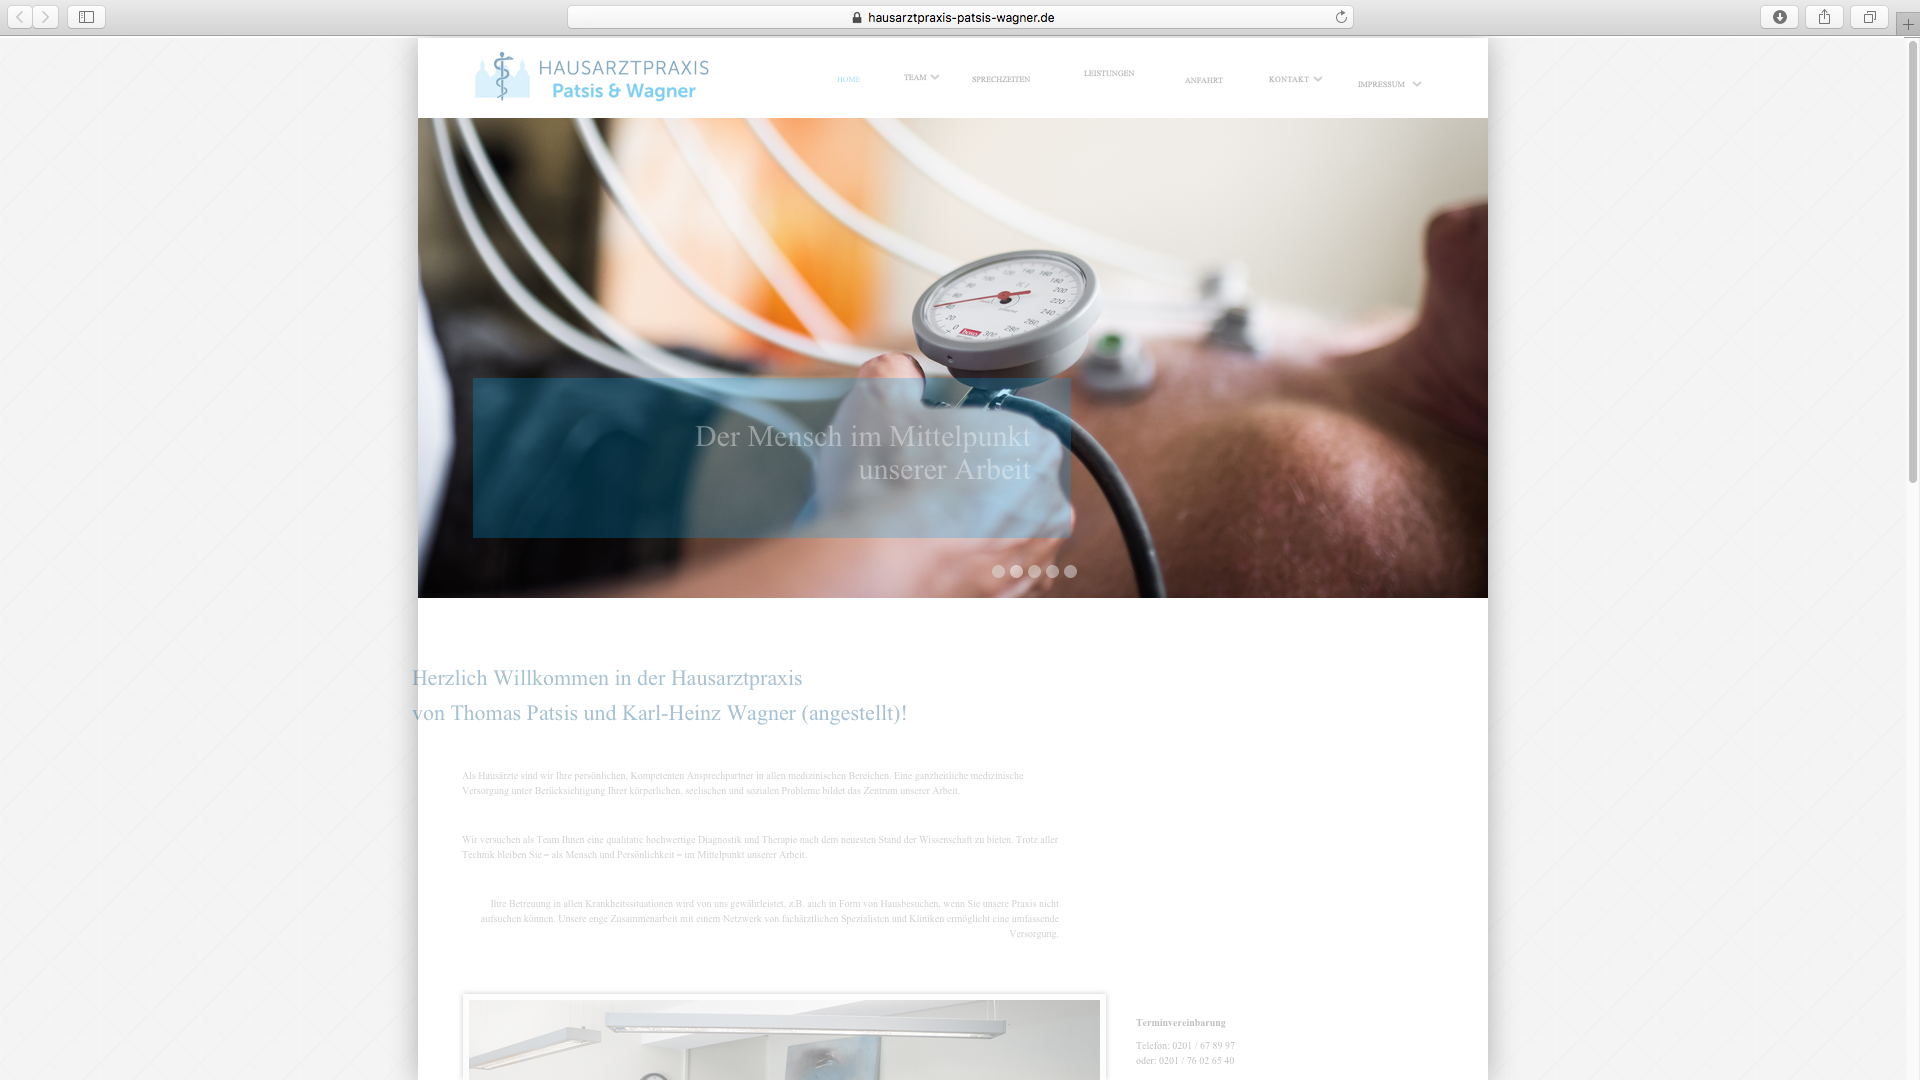 hausarztpraxis-patsis-wagner.de
HAUSARZTPRAXIS
Patsis & Wagner
HOME
TEAM
SPRECHZEITEN
LEISTUNGEN
ANFAHRT
KONTAKT
IMPRESSUM
Der Mensch im Mittelpunkt
unserer Arbeit
Herzlich Willkommen in der Hausarztpraxis
von Thomas Patsis und Karl-Heinz Wagner (angestellt)!
Als Hausärzte sind wir Ihre persönlichen, Kompetenten Ansprechpartner in allen medizinischen Bereichen. Eine ganzheitliche medizinische
Versorgung unter Berücksichtigung Ihrer körperlichen, seelischen und sozialen Probleme bildet das Zentrum unserer Arbeit.
Wir versuchen als Team Ihnen eine qualitatic hochwertige Diagnostik und Therapie nach dem neuesten Stand der Wissenschaft zu bieten. Trotz aller
Technik bleiben Sie – als Mensch und Persönlichkeit – im Mittelpunkt unserer Arbeit.
Ihre Betreuung in allen Krankheitssituationen wird von uns gewährleistet, z.B. auch in Form von Hausbesuchen, wenn Sie unsere Praxis nicht
aufsuchen können. Unsere enge Zusammenarbeit mit einem Netzwerk von fachärztlichen Spezialisten und Kliniken ermöglicht eine umfassende
Versorgung.
Terminvereinbarung
Telefon: 0201 / 67 89 97
oder: 0201 / 76 02 65 40